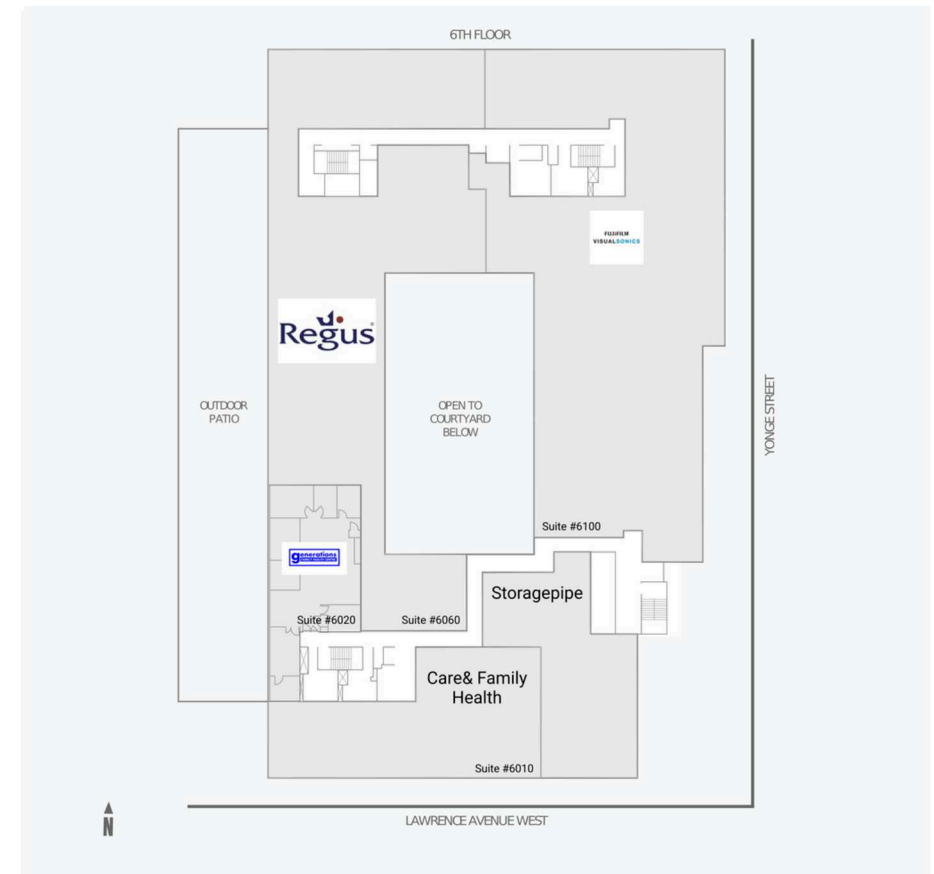 6TH FLOOR
FUJIFILM
VISUALSONICS
Regus
OUTDOOR
PATIO
OPEN TO
COURTYARD
BELOW
YONGE STREET
Suite #6100
generations
Storagepipe
Suite #6020
Suite #6060
Care& Family
Health
Suite #6010
N
LAWRENCE AVENUE WEST